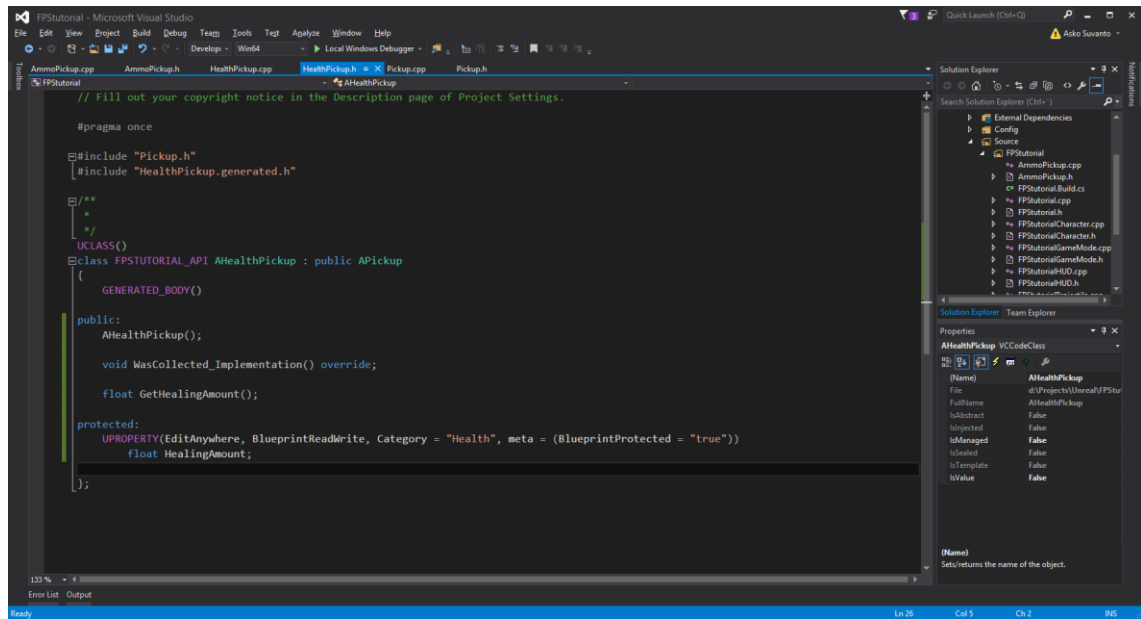 FPStutorial - Microsoft Visual Studio
3
Quick Launch (Ctrl+Q)
File Edit View Project Build Debug Team Tools Test Analyze Window Help
Asko Suvanto
Develop Win64 Local Windows Debugger
Toolbox
AmmoPickup.cpp AmmoPickup.h HealthPickup.cpp HealthPickup.h Pickup.cpp Pickup.h
FPStutorial AHealthPickup
// Fill out your copyright notice in the Description page of Project Settings.
#pragma once
#include "Pickup.h"
#include "HealthPickup.generated.h"
/**
*
*/
UCLASS()
class FPSTUTORIAL_API AHealthPickup : public APickup
{
GENERATED_BODY()
public:
AHealthPickup();
void WasCollected_Implementation() override;
float GetHealingAmount();
protected:
UPROPERTY(EditAnywhere, BlueprintReadWrite, Category = "Health", meta = (BlueprintProtected = "true"))
float HealingAmount;
};
133 %
Error List Output
Solution Explorer
Search Solution Explorer (Ctrl+¨)
External Dependencies
Config
Source
FPStutorial
AmmoPickup.cpp
AmmoPickup.h
FPStutorial.Build.cs
FPStutorial.cpp
FPStutorial.h
FPStutorialCharacter.cpp
FPStutorialCharacter.h
FPStutorialGameMode.cpp
FPStutorialGameMode.h
FPStutorialHUD.cpp
FPStutorialHUD.h
Solution Explorer Team Explorer
Properties
AHealthPickup VCCodeClass
(Name) AHealthPickup
File d:\Projects\Unreal\FPStu
FullName AHealthPickup
IsAbstract False
IsInjected False
IsManaged False
IsSealed False
IsTemplate False
IsValue False
(Name)
Sets/returns the name of the object.
Notifications
Ready Ln 26 Col 5 Ch 2 INS